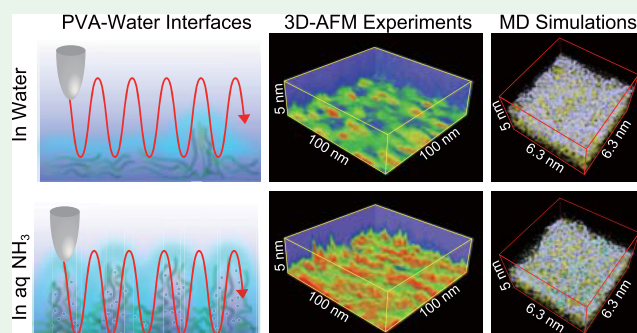 PVA-Water Interfaces
3D-AFM Experiments
MD Simulations
In Water
5 nm
100 nm
100 nm
5 nm
6.3 nm
6.3 nm
In aq NH₃
5 nm
100 nm
100 nm
5 nm
6.3 nm
6.3 nm